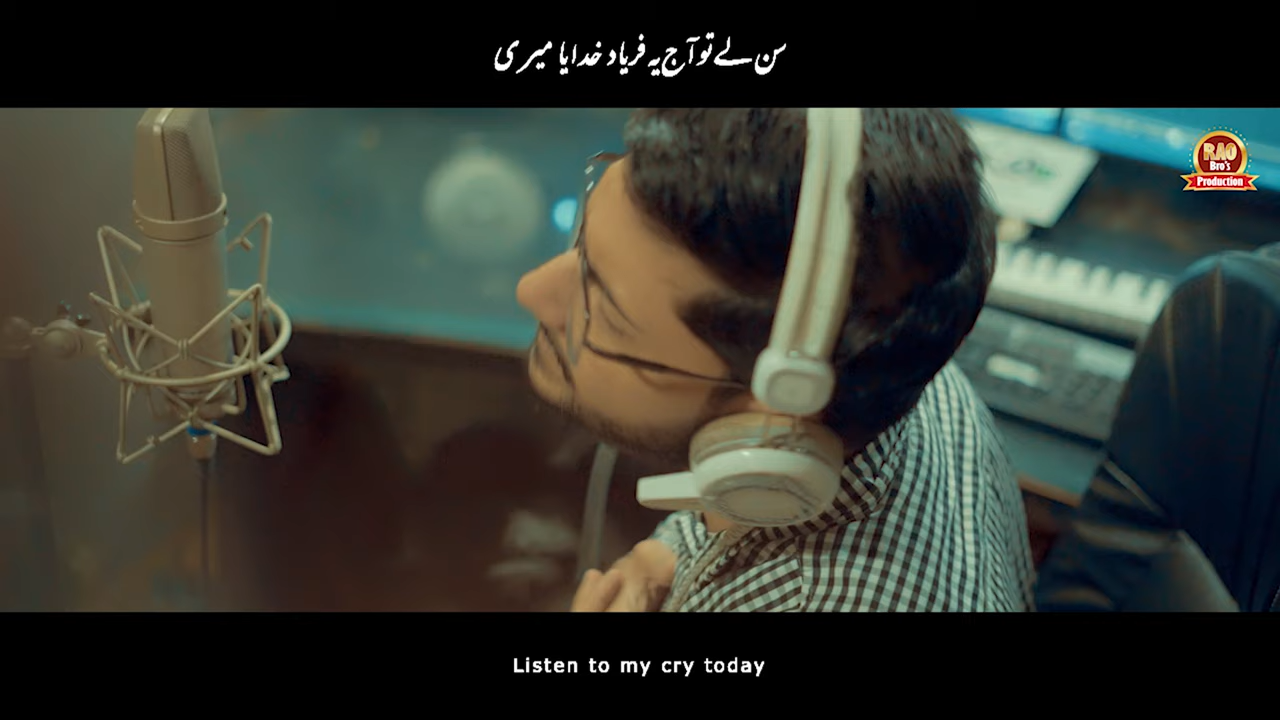 سن لے تو آج یہ فریاد خدایا میری
RAO
Bro's
Production
Listen to my cry today